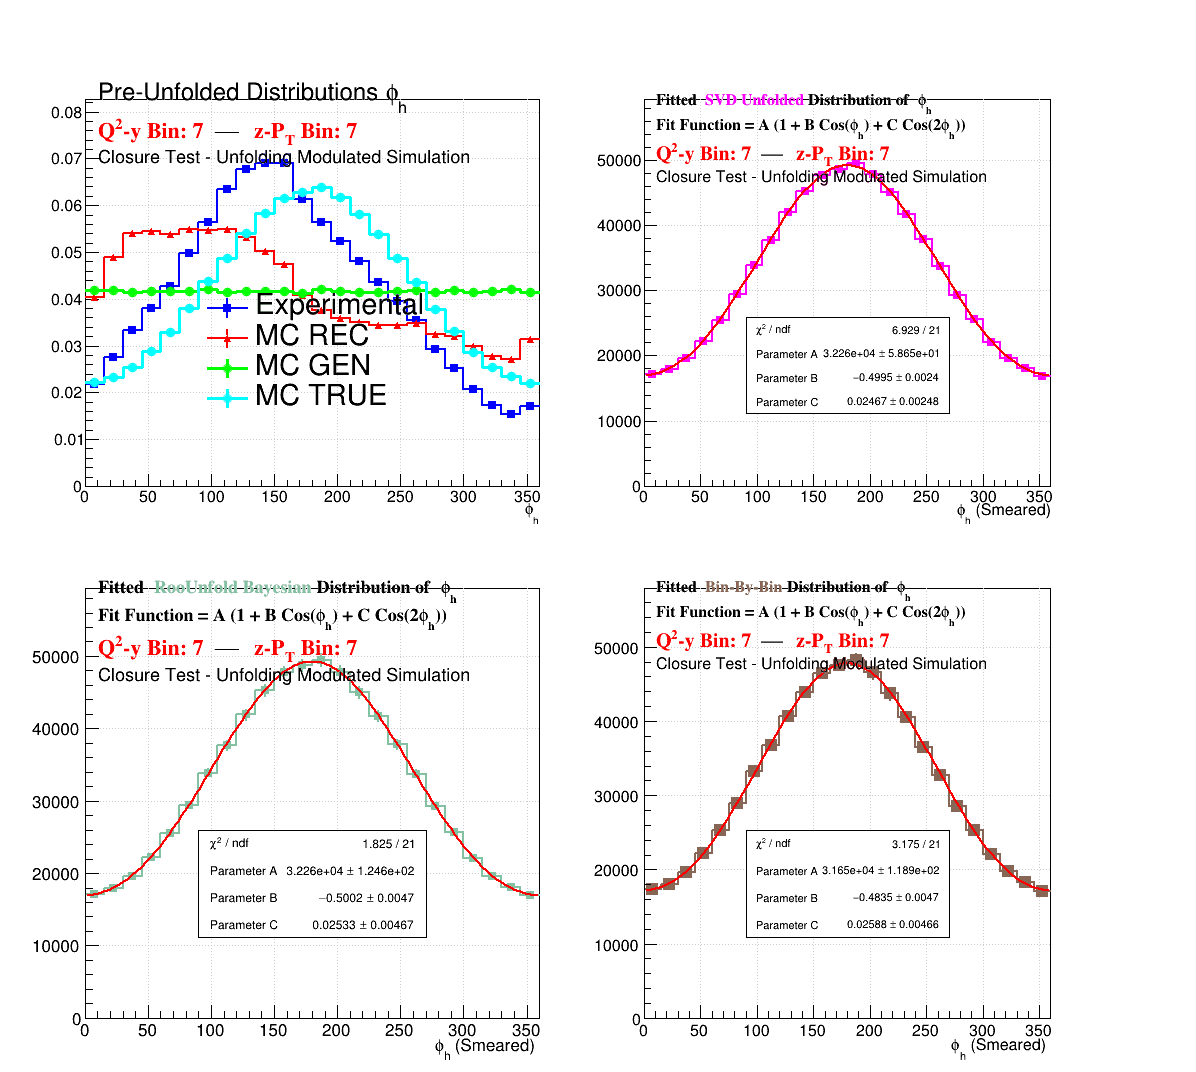 Pre-Unfolded Distributions ϕh
Q2-y Bin: 7 — z-PT Bin: 7
Closure Test - Unfolding Modulated Simulation
0.08
0.07
0.06
0.05
0.04
0.03
0.02
0.01
0
Experimental
MC REC
MC GEN
MC TRUE
0 50 100 150 200 250 300 350
ϕh
Fitted SVD Unfolded Distribution of ϕh
Fit Function = A (1 + B Cos(ϕh) + C Cos(2ϕh))
Q2-y Bin: 7 — z-PT Bin: 7
Closure Test - Unfolding Modulated Simulation
50000
40000
30000
20000
10000
0
χ2 / ndf 6.929 / 21
Parameter A 3.226e+04 ± 5.865e+01
Parameter B −0.4995 ± 0.0024
Parameter C 0.02467 ± 0.00248
0 50 100 150 200 250 300 350
ϕh (Smeared)
Fitted RooUnfold Bayesian Distribution of ϕh
Fit Function = A (1 + B Cos(ϕh) + C Cos(2ϕh))
Q2-y Bin: 7 — z-PT Bin: 7
Closure Test - Unfolding Modulated Simulation
50000
40000
30000
20000
10000
0
χ2 / ndf 1.825 / 21
Parameter A 3.226e+04 ± 1.246e+02
Parameter B −0.5002 ± 0.0047
Parameter C 0.02533 ± 0.00467
0 50 100 150 200 250 300 350
ϕh (Smeared)
Fitted Bin-By-Bin Distribution of ϕh
Fit Function = A (1 + B Cos(ϕh) + C Cos(2ϕh))
Q2-y Bin: 7 — z-PT Bin: 7
Closure Test - Unfolding Modulated Simulation
50000
40000
30000
20000
10000
0
χ2 / ndf 3.175 / 21
Parameter A 3.165e+04 ± 1.189e+02
Parameter B −0.4835 ± 0.0047
Parameter C 0.02588 ± 0.00466
0 50 100 150 200 250 300 350
ϕh (Smeared)